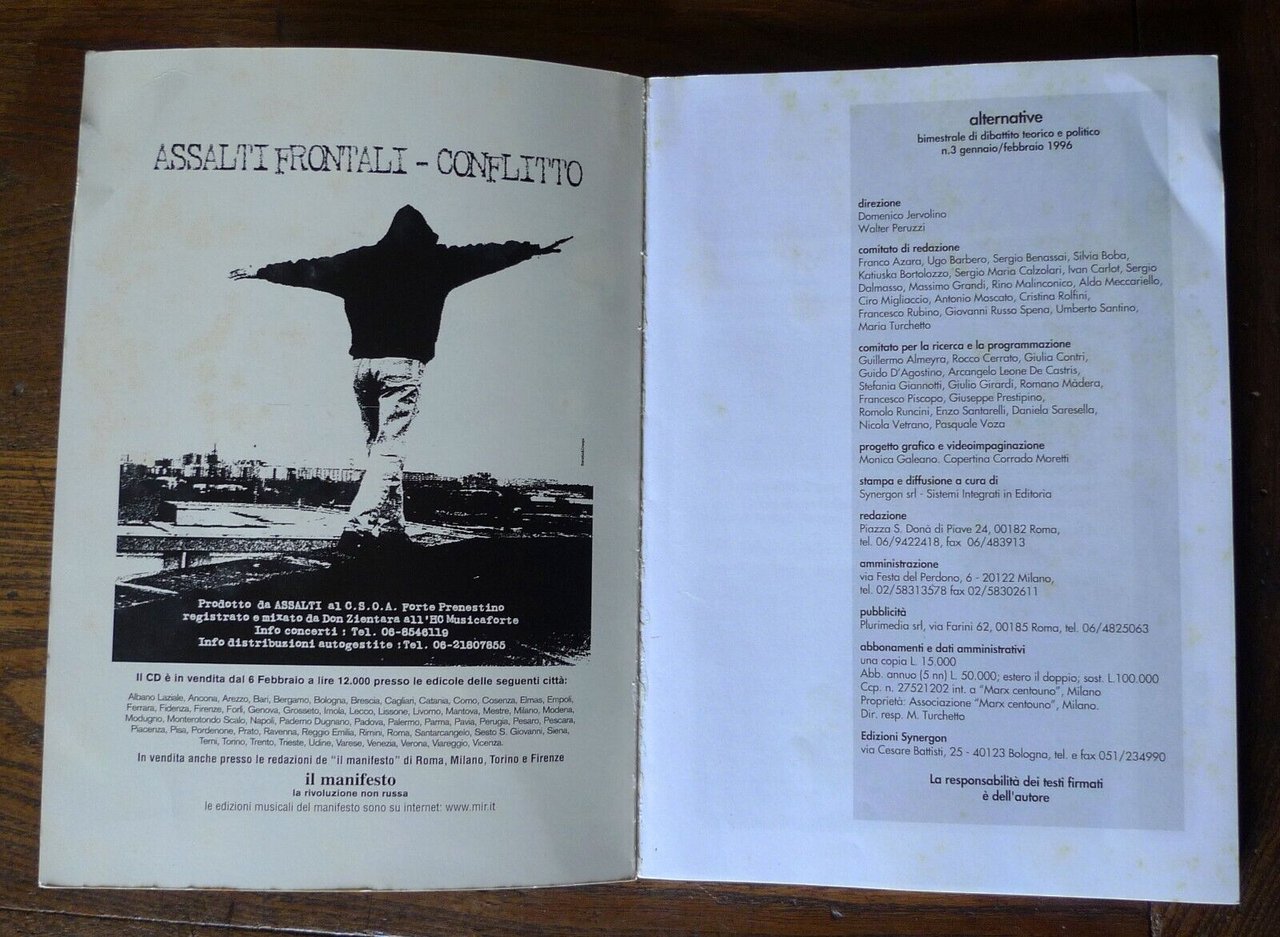 ASSALTI FRONTALI - CONFLITTO
Prodotto da ASSALTI al C.S.O.A. Forte Prenestino
registrato e mixato da Don Zientara all'HC Musicaforte
Info concerti : Tel. 06-8546119
Info distribuzioni autogestite :Tel. 06-21807855
Il CD è in vendita dal 6 Febbraio a lire 12.000 presso le edicole delle seguenti città:
Albano Laziale, Ancona, Arezzo, Bari, Bergamo, Bologna, Brescia, Cagliari, Catania, Como, Cosenza, Elmas, Empoli,
Ferrara, Fidenza, Firenze, Forlì, Genova, Grosseto, Imola, Lecco, Lissone, Livorno, Mantova, Mestre, Milano, Modena,
Modugno, Monterotondo Scalo, Napoli, Paderno Dugnano, Padova, Palermo, Parma, Pavia, Perugia, Pesaro, Pescara,
Piacenza, Pisa, Pordenone, Prato, Ravenna, Reggio Emilia, Rimini, Roma, Santarcangelo, Sesto S. Giovanni, Siena,
Terni, Torino, Trento, Trieste, Udine, Varese, Venezia, Verona, Viareggio, Vicenza.
In vendita anche presso le redazioni de "il manifesto" di Roma, Milano, Torino e Firenze
il manifesto
la rivoluzione non russa
le edizioni musicali del manifesto sono su internet: www.mir.it
alternative
bimestrale di dibattito teorico e politico
n.3 gennaio/febbraio 1996
direzione
Domenico Jervolino
Walter Peruzzi
comitato di redazione
Franco Azara, Ugo Barbero, Sergio Benassai, Silvia Boba,
Katiuska Bortolozzo, Sergio Maria Calzolari, Ivan Carlot, Sergio
Dalmasso, Massimo Grandi, Rino Malinconico, Aldo Meccariello,
Ciro Migliaccio, Antonio Moscato, Cristina Rolfini,
Francesco Rubino, Giovanni Russo Spena, Umberto Santino,
Maria Turchetto
comitato per la ricerca e la programmazione
Guillermo Almeyra, Rocco Cerrato, Giulia Contri,
Guido D'Agostino, Arcangelo Leone De Castris,
Stefania Giannotti, Giulio Girardi, Romano Màdera,
Francesco Piscopo, Giuseppe Prestipino,
Romolo Runcini, Enzo Santarelli, Daniela Saresella,
Nicola Vetrano, Pasquale Voza
progetto grafico e videoimpaginazione
Monica Galeano. Copertina Corrado Moretti
stampa e diffusione a cura di
Synergon srl - Sistemi Integrati in Editoria
redazione
Piazza S. Donà di Piave 24, 00182 Roma,
tel. 06/9422418, fax 06/483913
amministrazione
via Festa del Perdono, 6 - 20122 Milano,
tel. 02/58313578 fax 02/58302611
pubblicità
Plurimedia srl, via Farini 62, 00185 Roma, tel. 06/4825063
abbonamenti e dati amministrativi
una copia L. 15.000
Abb. annuo (5 nn) L. 50.000; estero il doppio; sost. L.100.000
Ccp. n. 27521202 int. a "Marx centouno", Milano
Proprietà: Associazione "Marx centouno", Milano.
Dir. resp. M. Turchetto
Edizioni Synergon
via Cesare Battisti, 25 - 40123 Bologna, tel. e fax 051/234990
La responsabilità dei testi firmati
è dell'autore